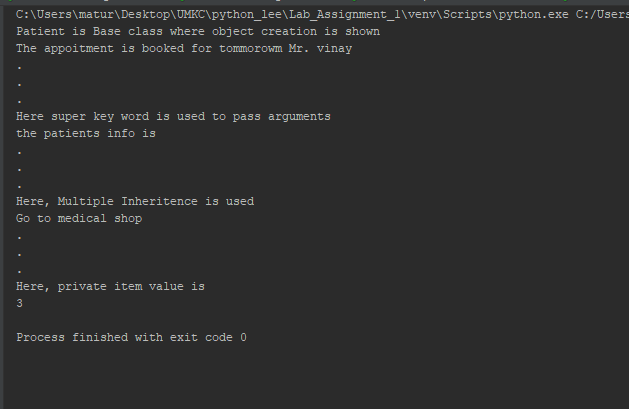 C:\Users\matur\Desktop\UMKC\python_lee\Lab_Assignment_1\venv\Scripts\python.exe C:/Users
Patient is Base class where object creation is shown
The appoitment is booked for tommorowm Mr. vinay
.
.
.
Here super key word is used to pass arguments
the patients info is
.
.
.
Here, Multiple Inheritence is used
Go to medical shop
.
.
.
Here, private item value is
3
Process finished with exit code 0